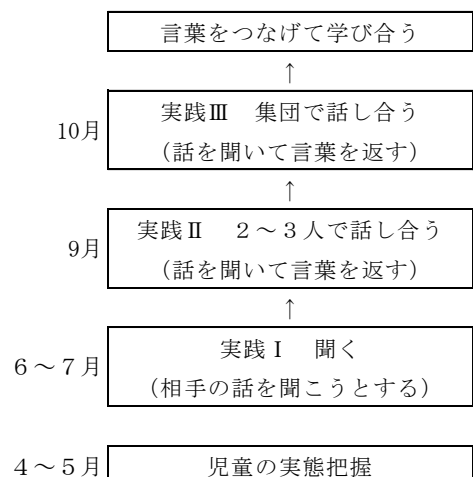 言葉をつなげて学び合う
↑
10月
実践Ⅲ　集団で話し合う
（話を聞いて言葉を返す）
↑
9月
実践Ⅱ　２～３人で話し合う
（話を聞いて言葉を返す）
↑
６～７月
実践Ⅰ　聞く
（相手の話を聞こうとする）
４～５月
児童の実態把握